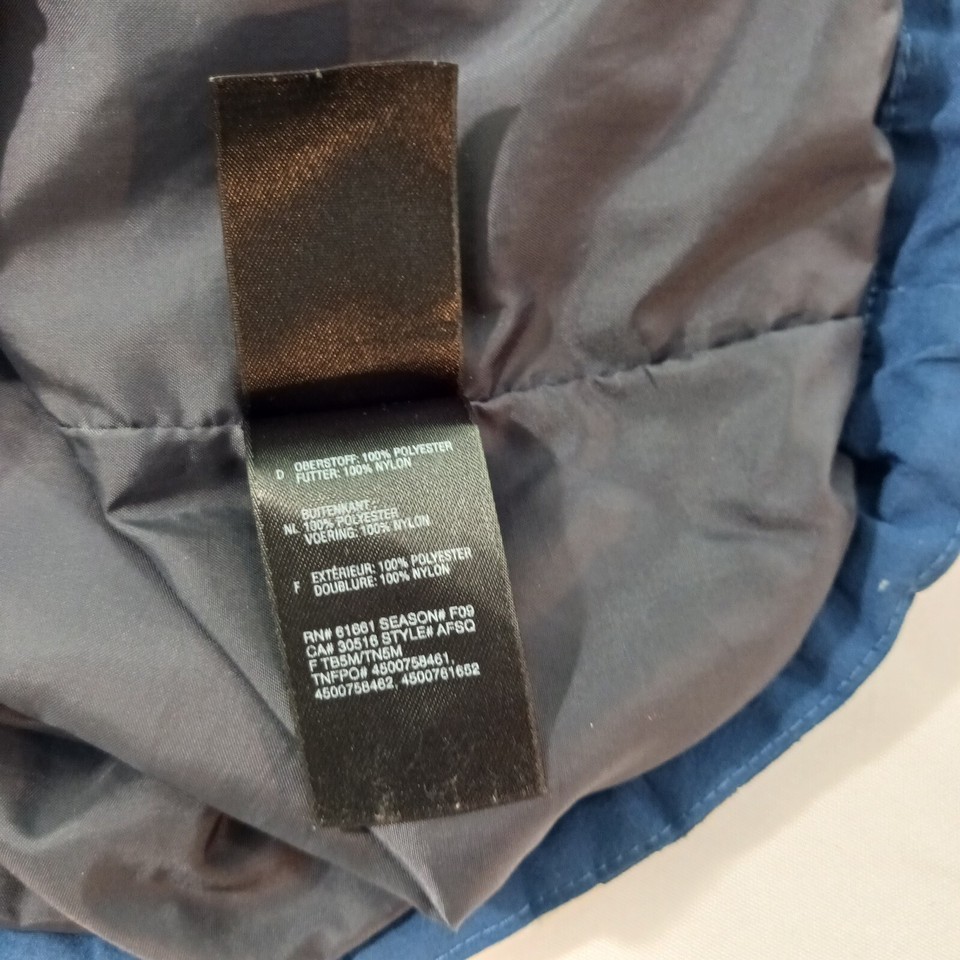 D OBERSTOFF: 100% POLYESTER
FUTTER: 100% NYLON
BUITENKANT:
NL 100% POLYESTER
VOERING: 100% NYLON
F EXTÉRIEUR: 100% POLYESTER
DOUBLURE: 100% NYLON
RN# 61661 SEASON# F09
CA# 30516 STYLE# AFSQ
F TB5M/TN5M
TNFPO# 4500758461,
4500758462, 4500761652